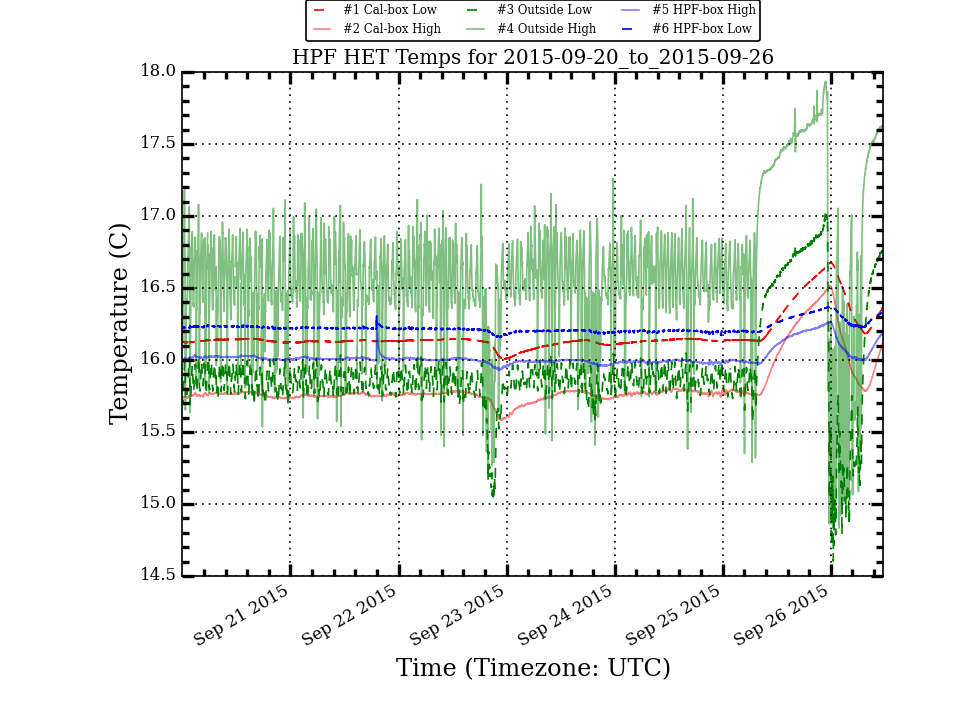 #1 Cal-box Low #3 Outside Low #5 HPF-box High
#2 Cal-box High #4 Outside High #6 HPF-box Low
HPF HET Temps for 2015-09-20_to_2015-09-26
18.0
17.5
17.0
16.5
16.0
15.5
15.0
14.5
Temperature (C)
Sep 21 2015 Sep 22 2015 Sep 23 2015 Sep 24 2015 Sep 25 2015 Sep 26 2015
Time (Timezone: UTC)